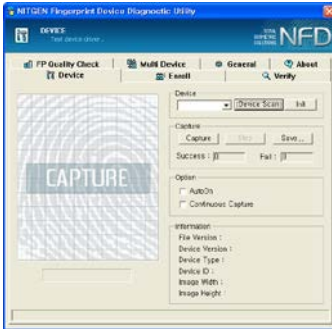 NITGEN Fingerprint Device Diagnostic Utility
DEVICE
Test device driver
NFD
FP Quality Check
Multi Device
General
About
Device
Enroll
Verify
Device
Device Scan
Init
Capture
Capture
Stop
Save...
Success : 0
Fail : 0
CAPTURE
Option
AutoOn
Continuous Capture
Information
File Version :
Device Version :
Device Type :
Device ID :
Image Width :
Image Height :